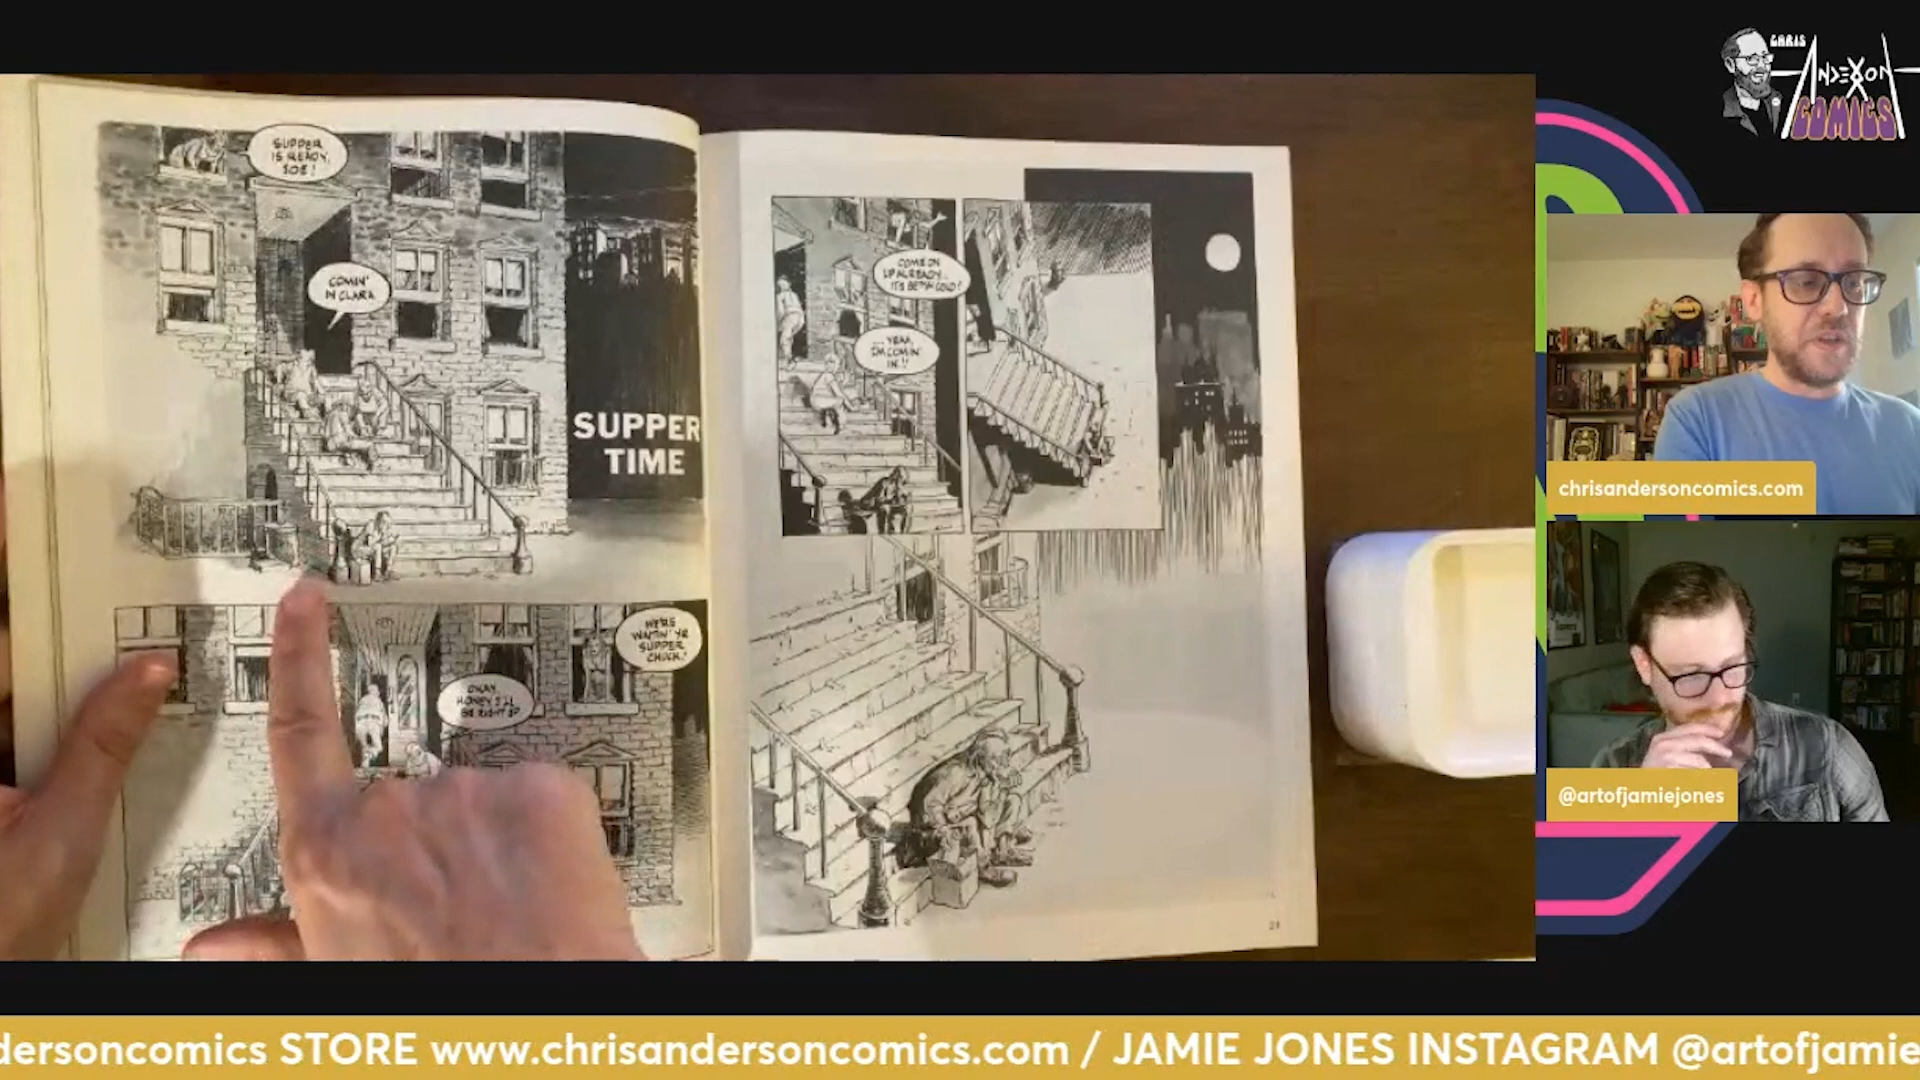 SUPPER
IS READY,
JOE!
COMIN'
IN CLARA
SUPPER
TIME
WE'RE
WAITIN' YR
SUPPER
CHUCK!
OKAY,
HONEY I'LL
BE RIGHT UP
COME ON
UP ALREADY..
IT'S GETTIN' COLD!
... YEAH,
I'M COMIN'
IN!!
CHRIS
ANDERSON
COMICS
chrisandersoncomics.com
@artofjamiejones
dersoncomics STORE www.chrisandersoncomics.com / JAMIE JONES INSTAGRAM @artofjamie